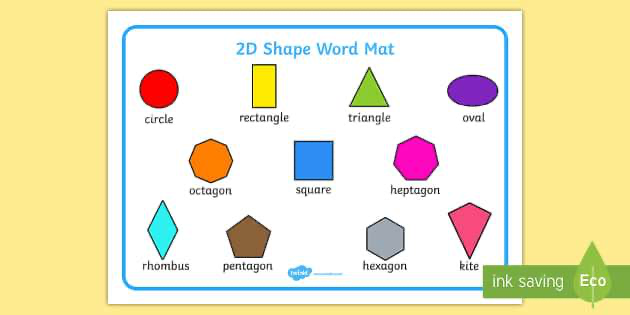 2D Shape Word Mat
circle rectangle triangle oval
octagon square heptagon
rhombus pentagon hexagon kite
twinkl
ink saving Eco